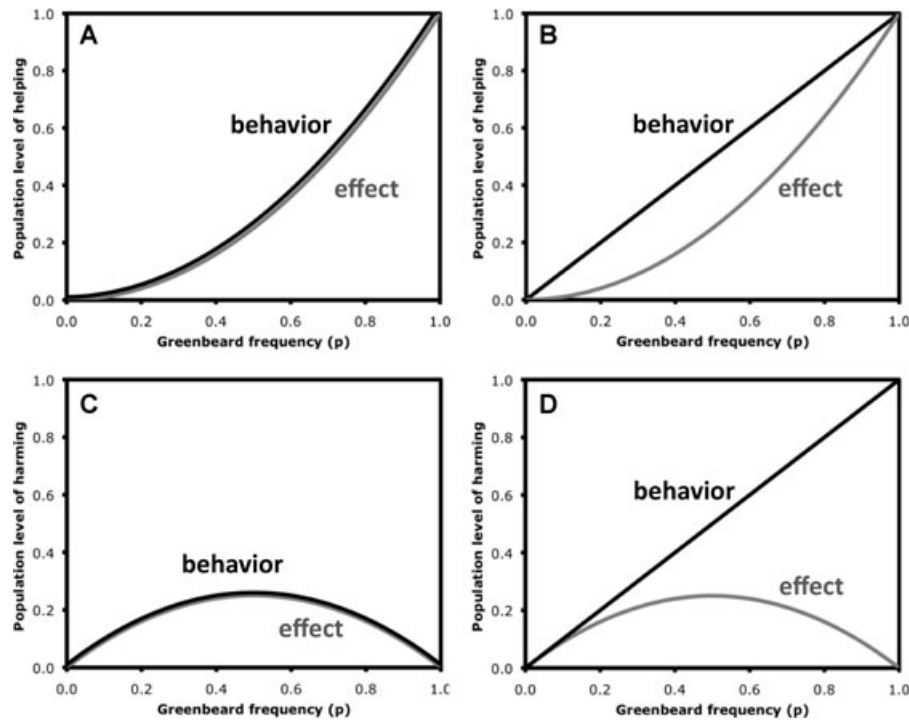 A
Population level of helping
1.0
0.8
0.6
0.4
0.2
0.0
behavior
effect
0.0 0.2 0.4 0.6 0.8 1.0
Greenbeard frequency (p)
B
Population level of helping
1.0
0.8
0.6
0.4
0.2
0.0
behavior
effect
0.0 0.2 0.4 0.6 0.8 1.0
Greenbeard frequency (p)
C
Population level of harming
1.0
0.8
0.6
0.4
0.2
0.0
behavior
effect
0.0 0.2 0.4 0.6 0.8 1.0
Greenbeard frequency (p)
D
Population level of harming
1.0
0.8
0.6
0.4
0.2
0.0
behavior
effect
0.0 0.2 0.4 0.6 0.8 1.0
Greenbeard frequency (p)